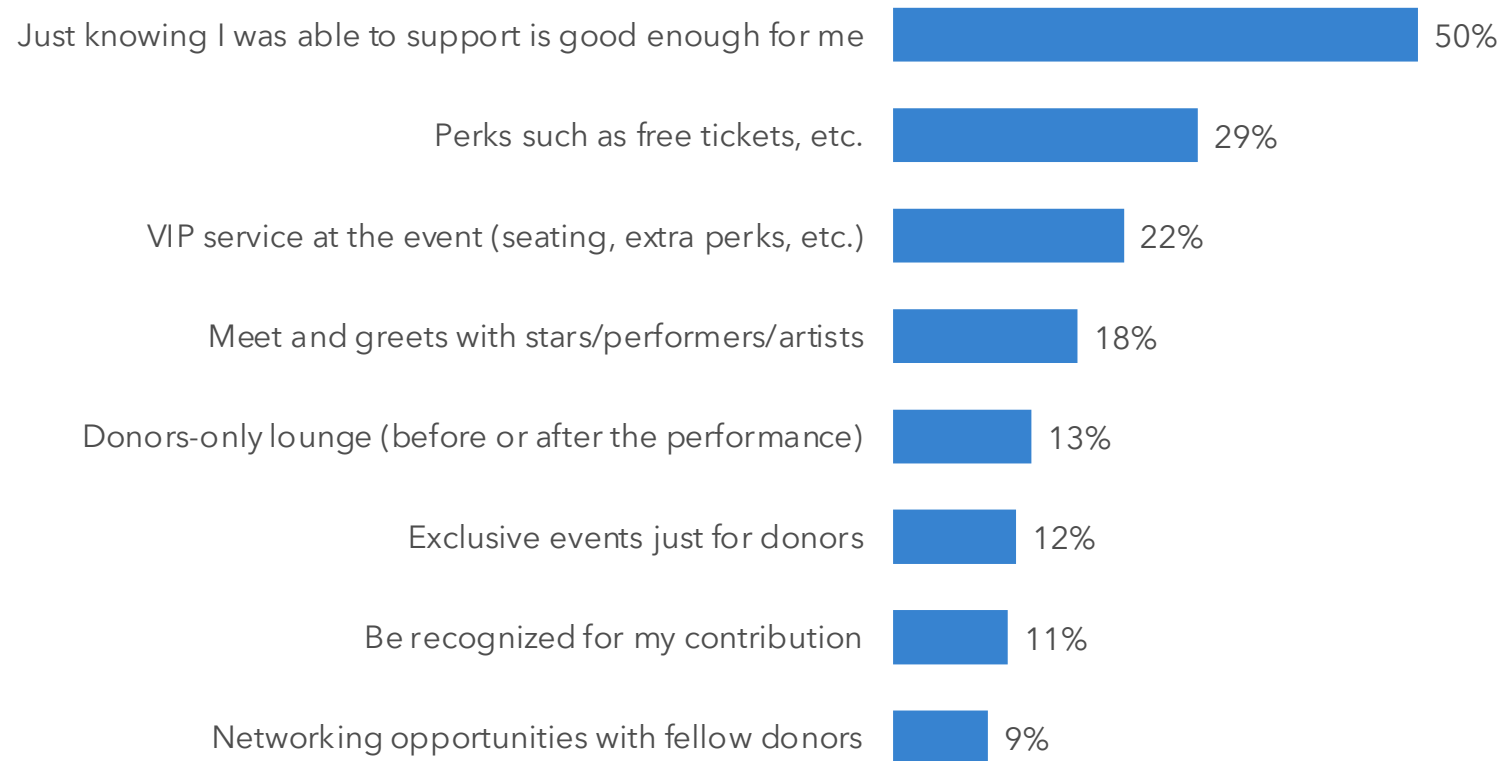 Just knowing I was able to support is good enough for me 50%
Perks such as free tickets, etc. 29%
VIP service at the event (seating, extra perks, etc.) 22%
Meet and greets with stars/performers/artists 18%
Donors-only lounge (before or after the performance) 13%
Exclusive events just for donors 12%
Be recognized for my contribution 11%
Networking opportunities with fellow donors 9%